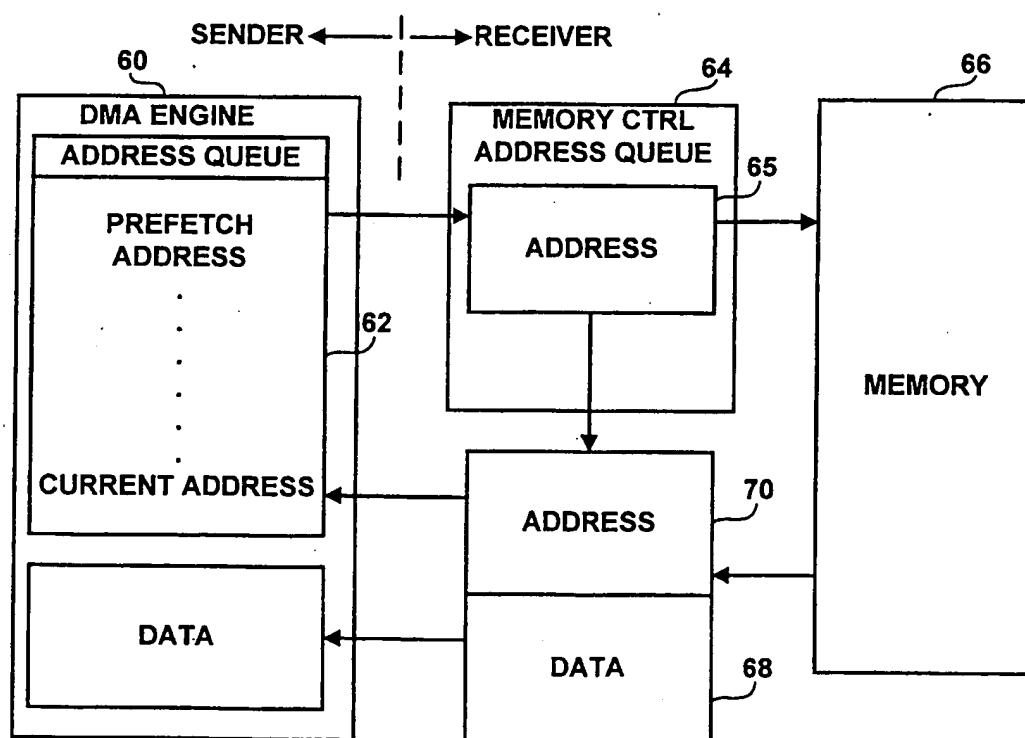 SENDER
RECEIVER
60
DMA ENGINE
ADDRESS QUEUE
PREFETCH
ADDRESS
62
CURRENT ADDRESS
DATA
64
MEMORY CTRL
ADDRESS QUEUE
65
ADDRESS
66
MEMORY
70
ADDRESS
DATA
68